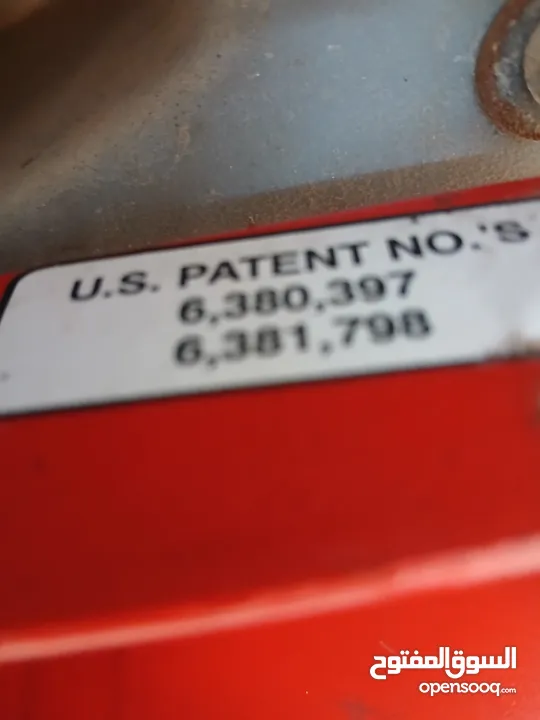 U.S. PATENT NO.'S
6,380,397
6,381,798
السوق المفتوح
opensooq.com